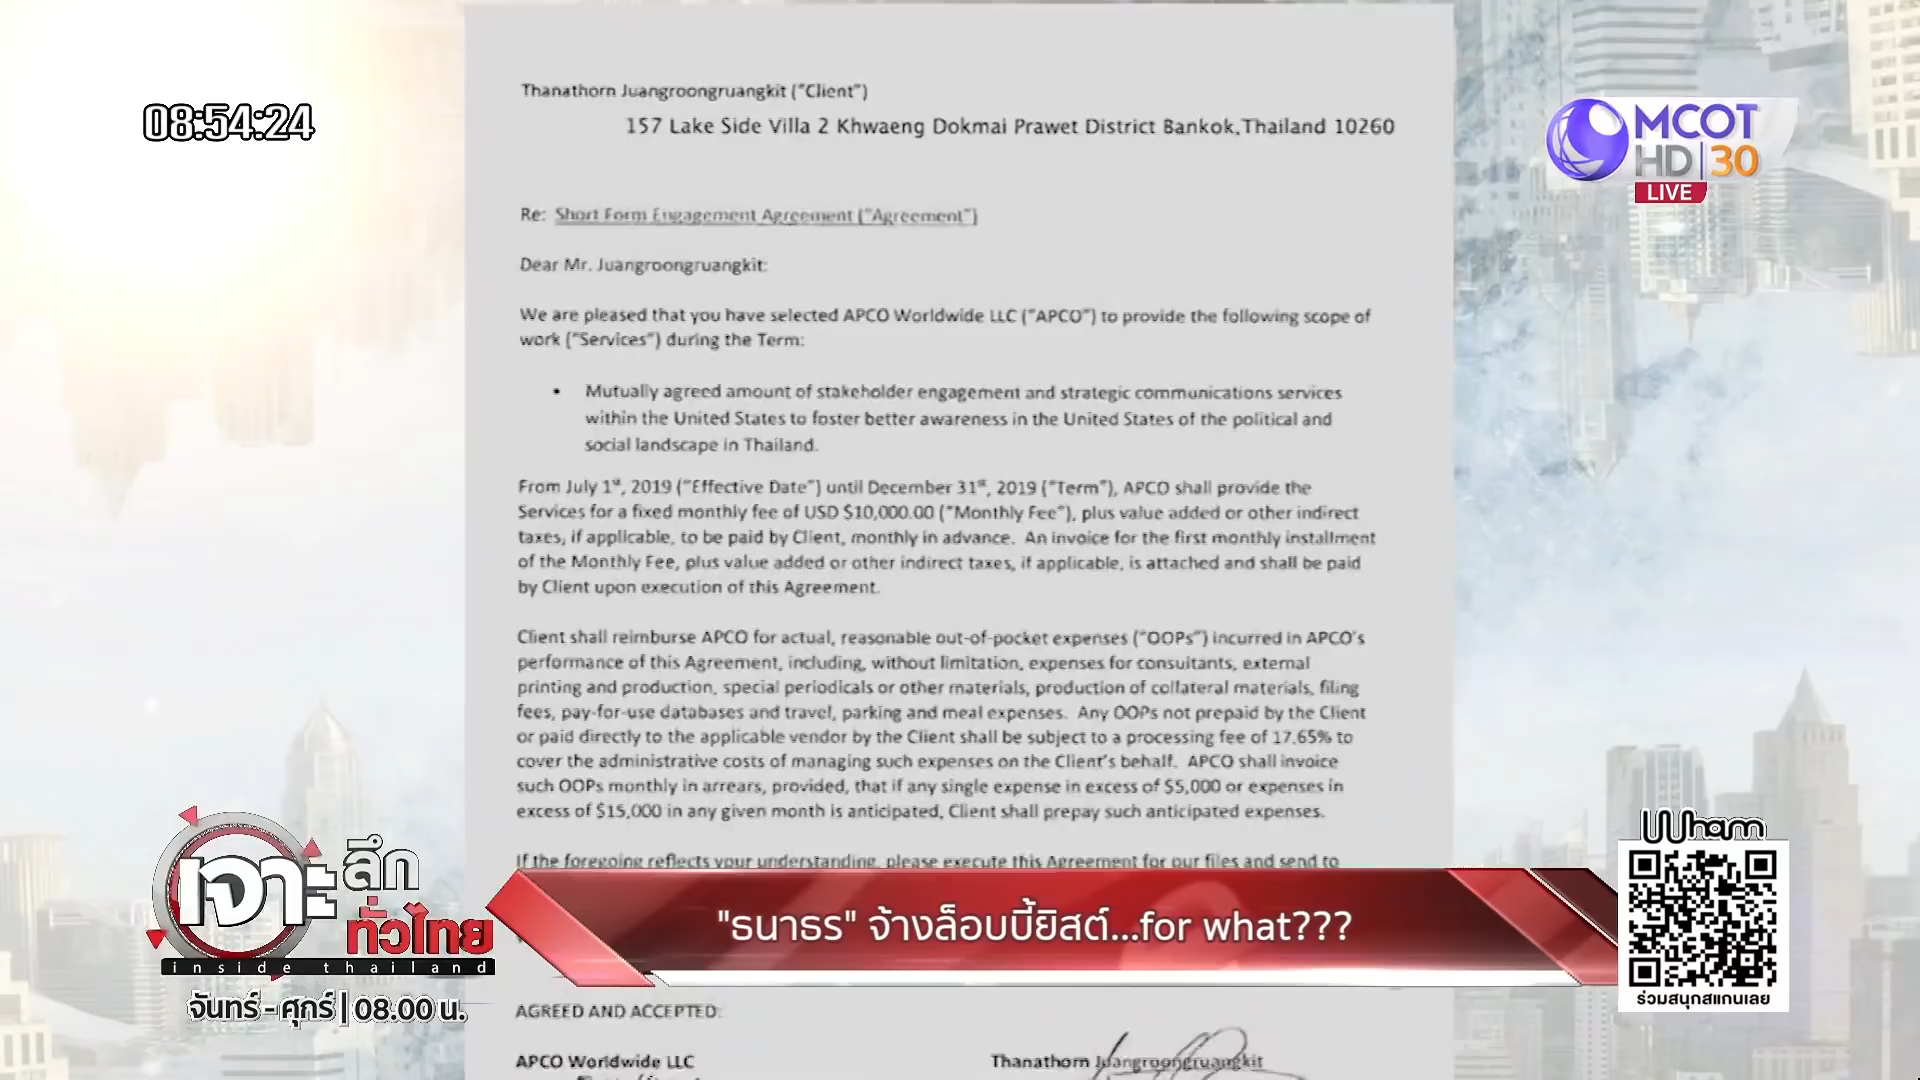 08:54:24
MCOT
HD 30
LIVE
Thanathorn Juangroongruangkit ("Client")
157 Lake Side Villa 2 Khwaeng Dokmai Prawet District Bankok,Thailand 10260
Re: Short Form Engagement Agreement ("Agreement")
Dear Mr. Juangroongruangkit:
We are pleased that you have selected APCO Worldwide LLC ("APCO") to provide the following scope of
work ("Services") during the Term:
• Mutually agreed amount of stakeholder engagement and strategic communications services
within the United States to foster better awareness in the United States of the political and
social landscape in Thailand.
From July 1st, 2019 ("Effective Date") until December 31st, 2019 ("Term"), APCO shall provide the
Services for a fixed monthly fee of USD $10,000.00 ("Monthly Fee"), plus value added or other indirect
taxes, if applicable, to be paid by Client, monthly in advance. An invoice for the first monthly installment
of the Monthly Fee, plus value added or other indirect taxes, if applicable, is attached and shall be paid
by Client upon execution of this Agreement.
Client shall reimburse APCO for actual, reasonable out-of-pocket expenses ("OOPs") incurred in APCO's
performance of this Agreement, including, without limitation, expenses for consultants, external
printing and production, special periodicals or other materials, production of collateral materials, filing
fees, pay-for-use databases and travel, parking and meal expenses. Any OOPs not prepaid by the Client
or paid directly to the applicable vendor by the Client shall be subject to a processing fee of 17.65% to
cover the administrative costs of managing such expenses on the Client's behalf. APCO shall invoice
such OOPs monthly in arrears, provided, that if any single expense in excess of $5,000 or expenses in
excess of $15,000 in any given month is anticipated, Client shall prepay such anticipated expenses.
If the foregoing reflects your understanding, please execute this Agreement for our files and send to
"ธนาธร" จ้างล็อบบี้ยิสต์...for what???
เจาะลึก
ทั่วไทย
inside thailand
จันทร์ - ศุกร์ | 08.00 น.
Wham
ร่วมสนุกสแกนเลย
AGREED AND ACCEPTED:
APCO Worldwide LLC
Thanathorn Juangroongruangkit